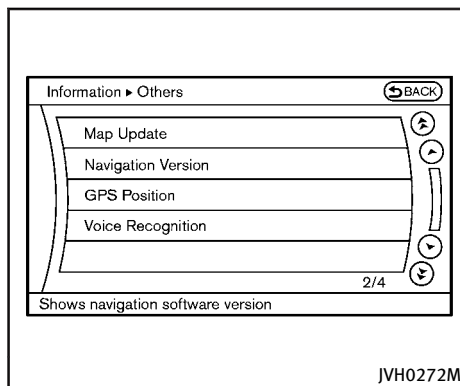 Information ▸ Others
BACK
Map Update
Navigation Version
GPS Position
Voice Recognition
2/4
Shows navigation software version
JVH0272M